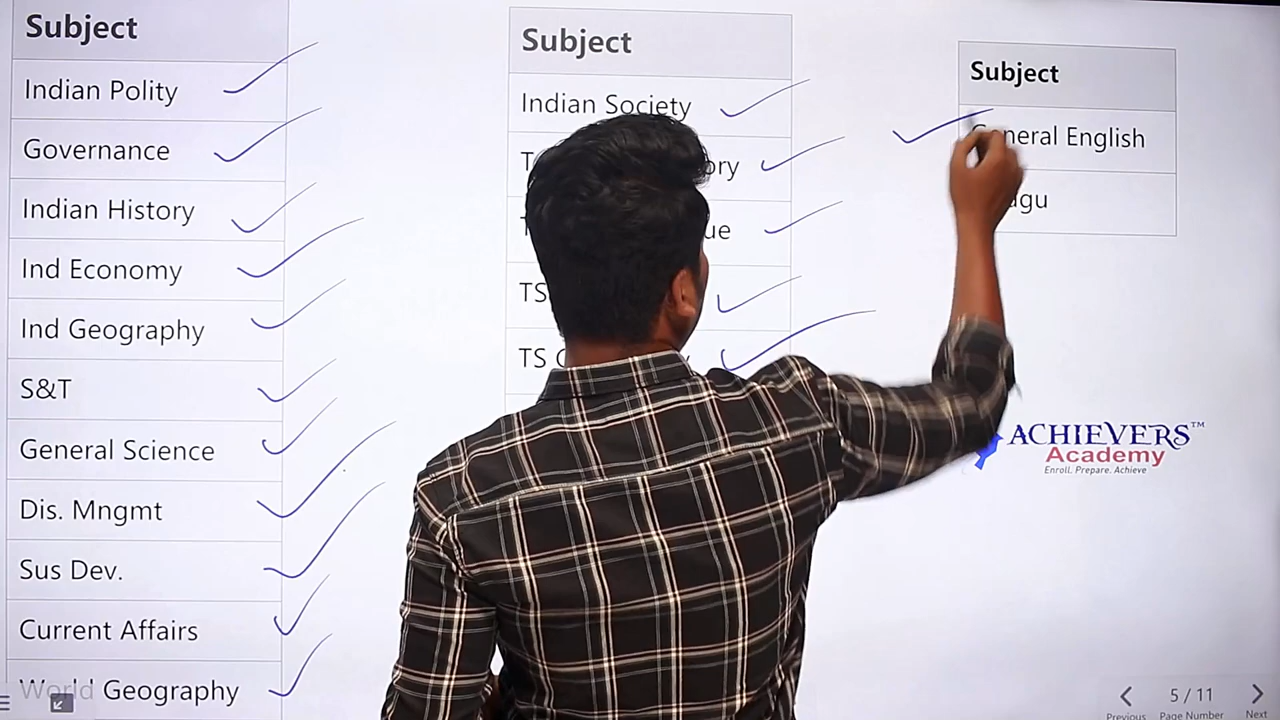 Subject
Indian Polity
Governance
Indian History
Ind Economy
Ind Geography
S&T
General Science
Dis. Mngmt
Sus Dev.
Current Affairs
World Geography
Subject
Indian Society
ory
ue
TS
TS
Subject
General English
gu
ACHIEVERS™
Academy
Enroll. Prepare. Achieve
5 / 11
Previous Page Number Next